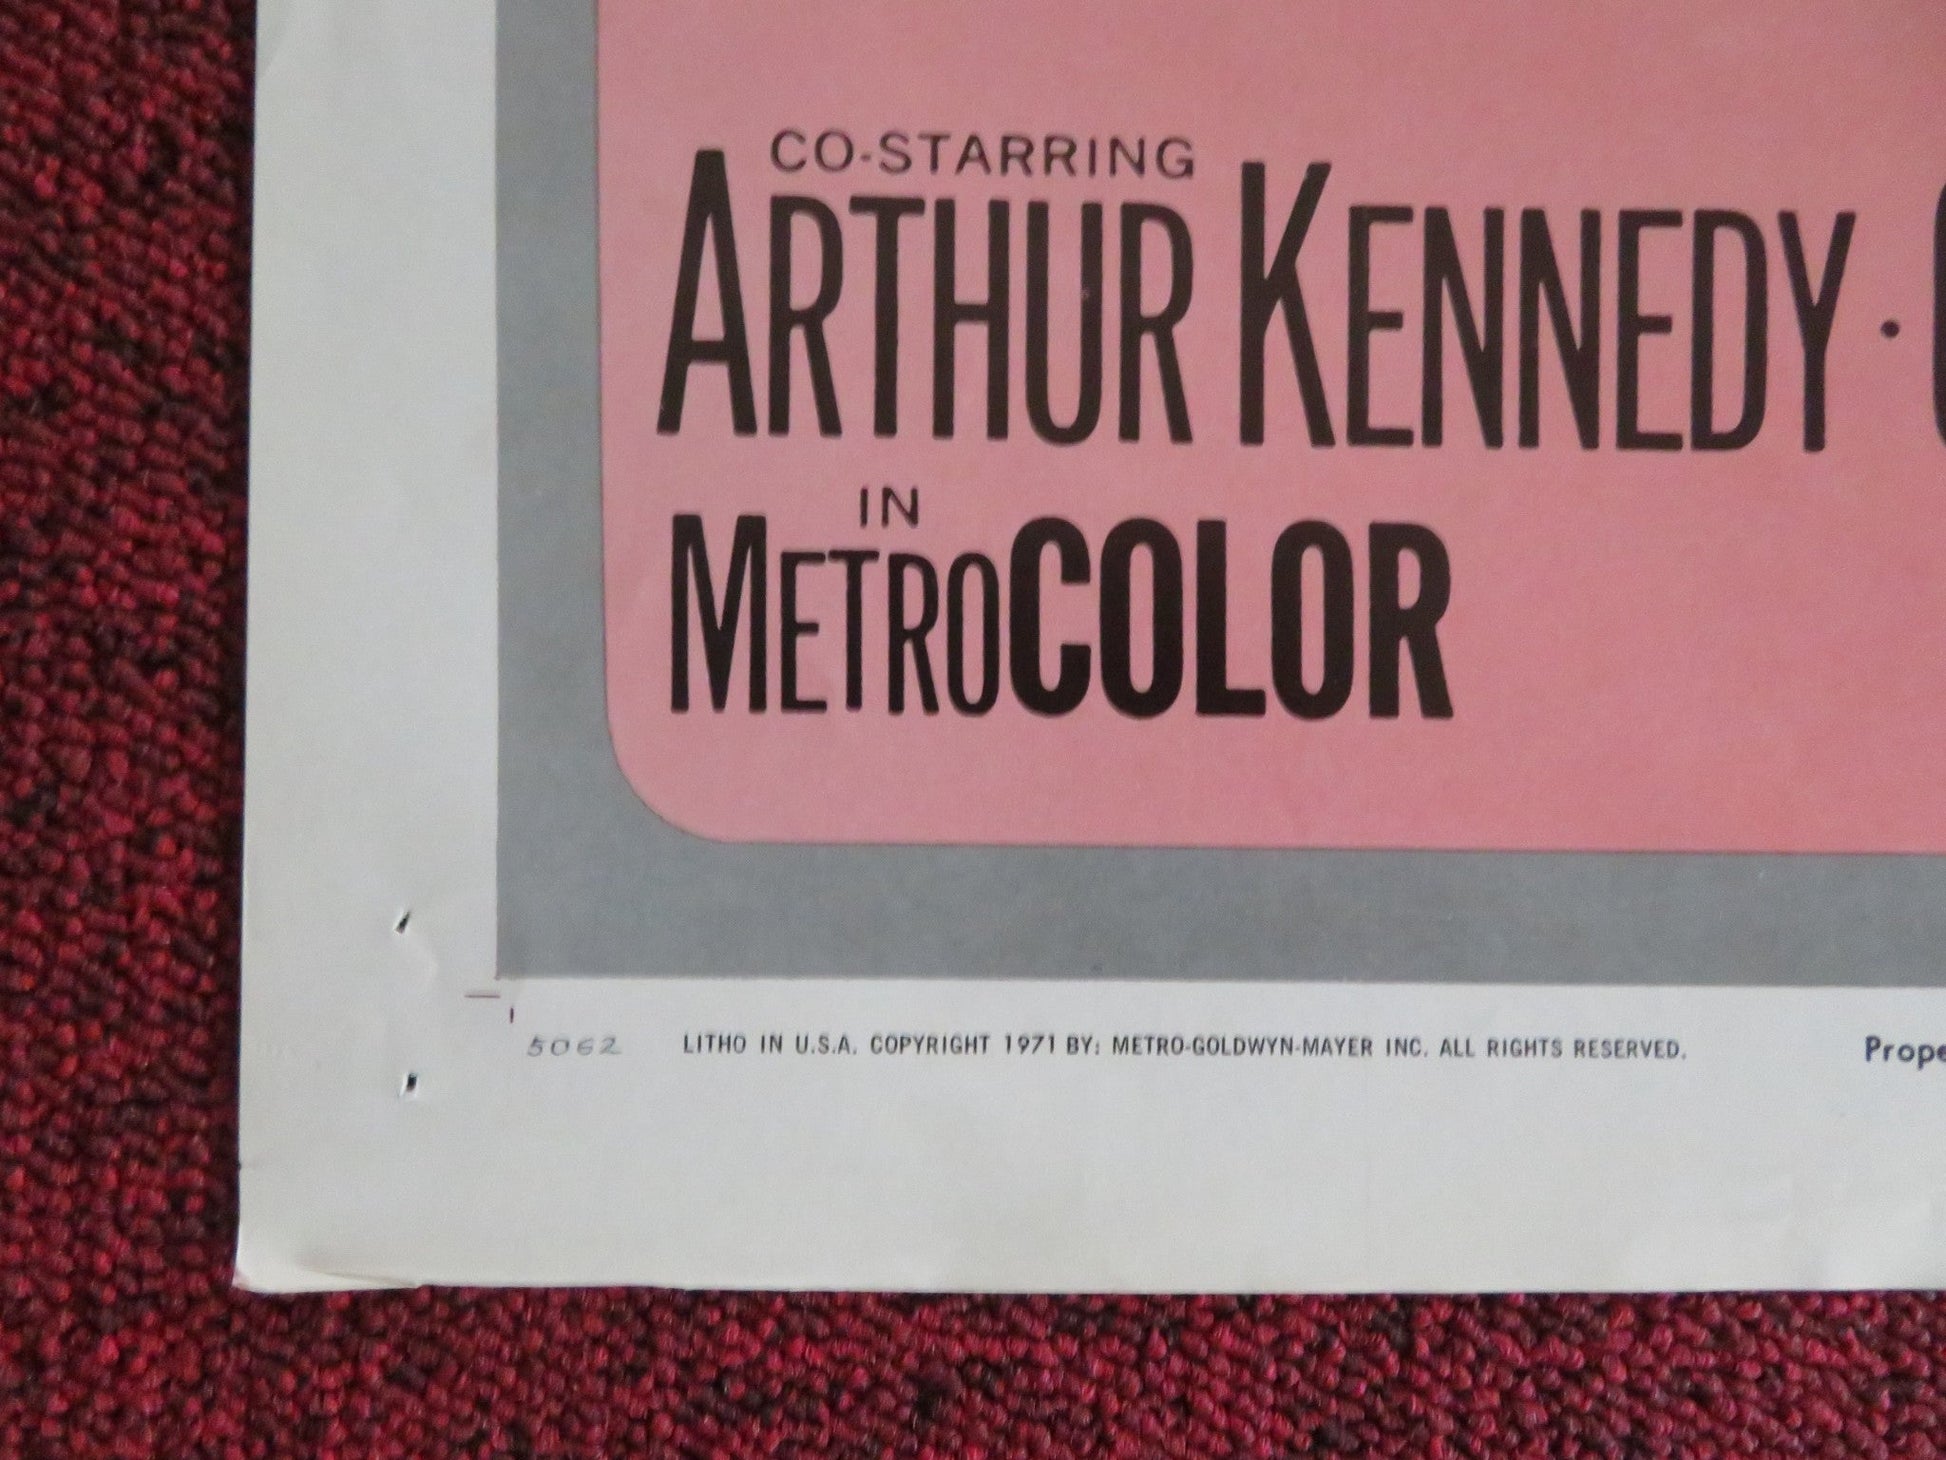 CO-STARRING
ARTHUR KENNEDY ·
IN
METROCOLOR
5062 LITHO IN U.S.A. COPYRIGHT 1971 BY: METRO-GOLDWYN-MAYER INC. ALL RIGHTS RESERVED. Prope